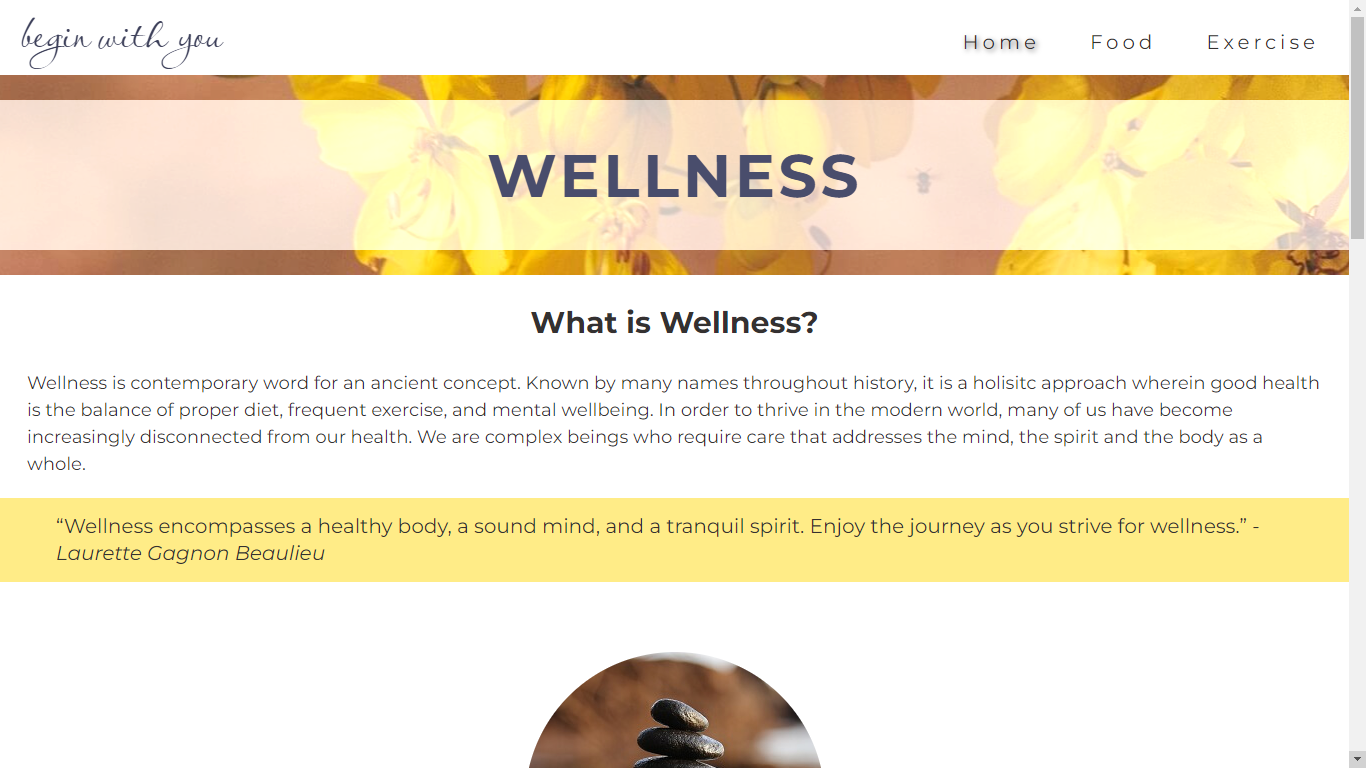 begin with you
Home Food Exercise
WELLNESS
What is Wellness?
Wellness is contemporary word for an ancient concept. Known by many names throughout history, it is a holisitc approach wherein good health
is the balance of proper diet, frequent exercise, and mental wellbeing. In order to thrive in the modern world, many of us have become
increasingly disconnected from our health. We are complex beings who require care that addresses the mind, the spirit and the body as a
whole.
“Wellness encompasses a healthy body, a sound mind, and a tranquil spirit. Enjoy the journey as you strive for wellness.” -
Laurette Gagnon Beaulieu